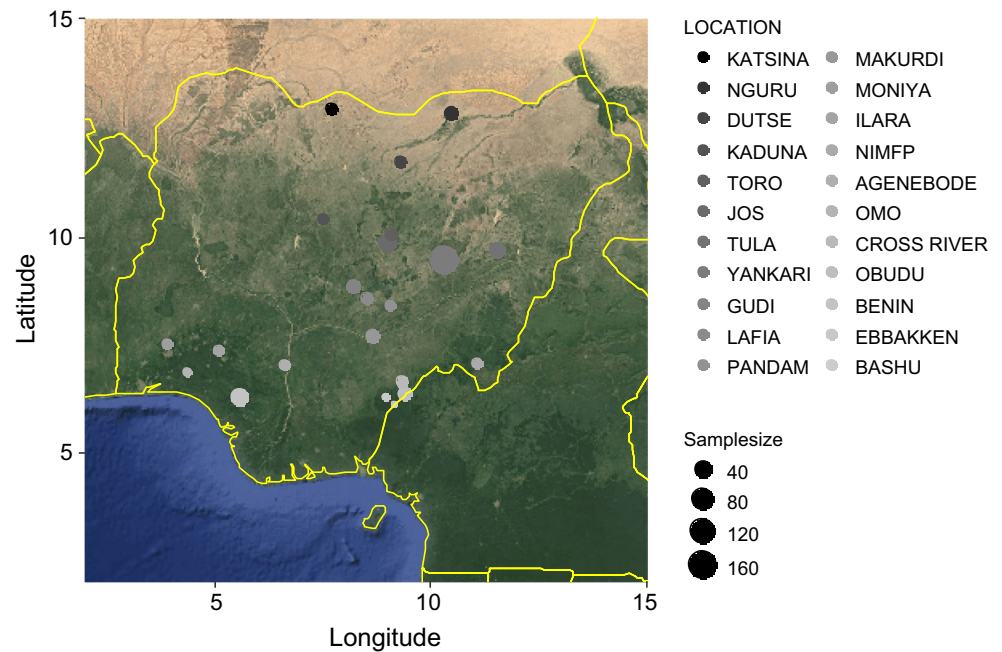 15
10
5
Latitude
5
10
15
Longitude
LOCATION
KATSINA
NGURU
DUTSE
KADUNA
TORO
JOS
TULA
YANKARI
GUDI
LAFIA
PANDAM
MAKURDI
MONIYA
ILARA
NIMFP
AGENEBODE
OMO
CROSS RIVER
OBUDU
BENIN
EBBAKKEN
BASHU
Samplesize
40
80
120
160